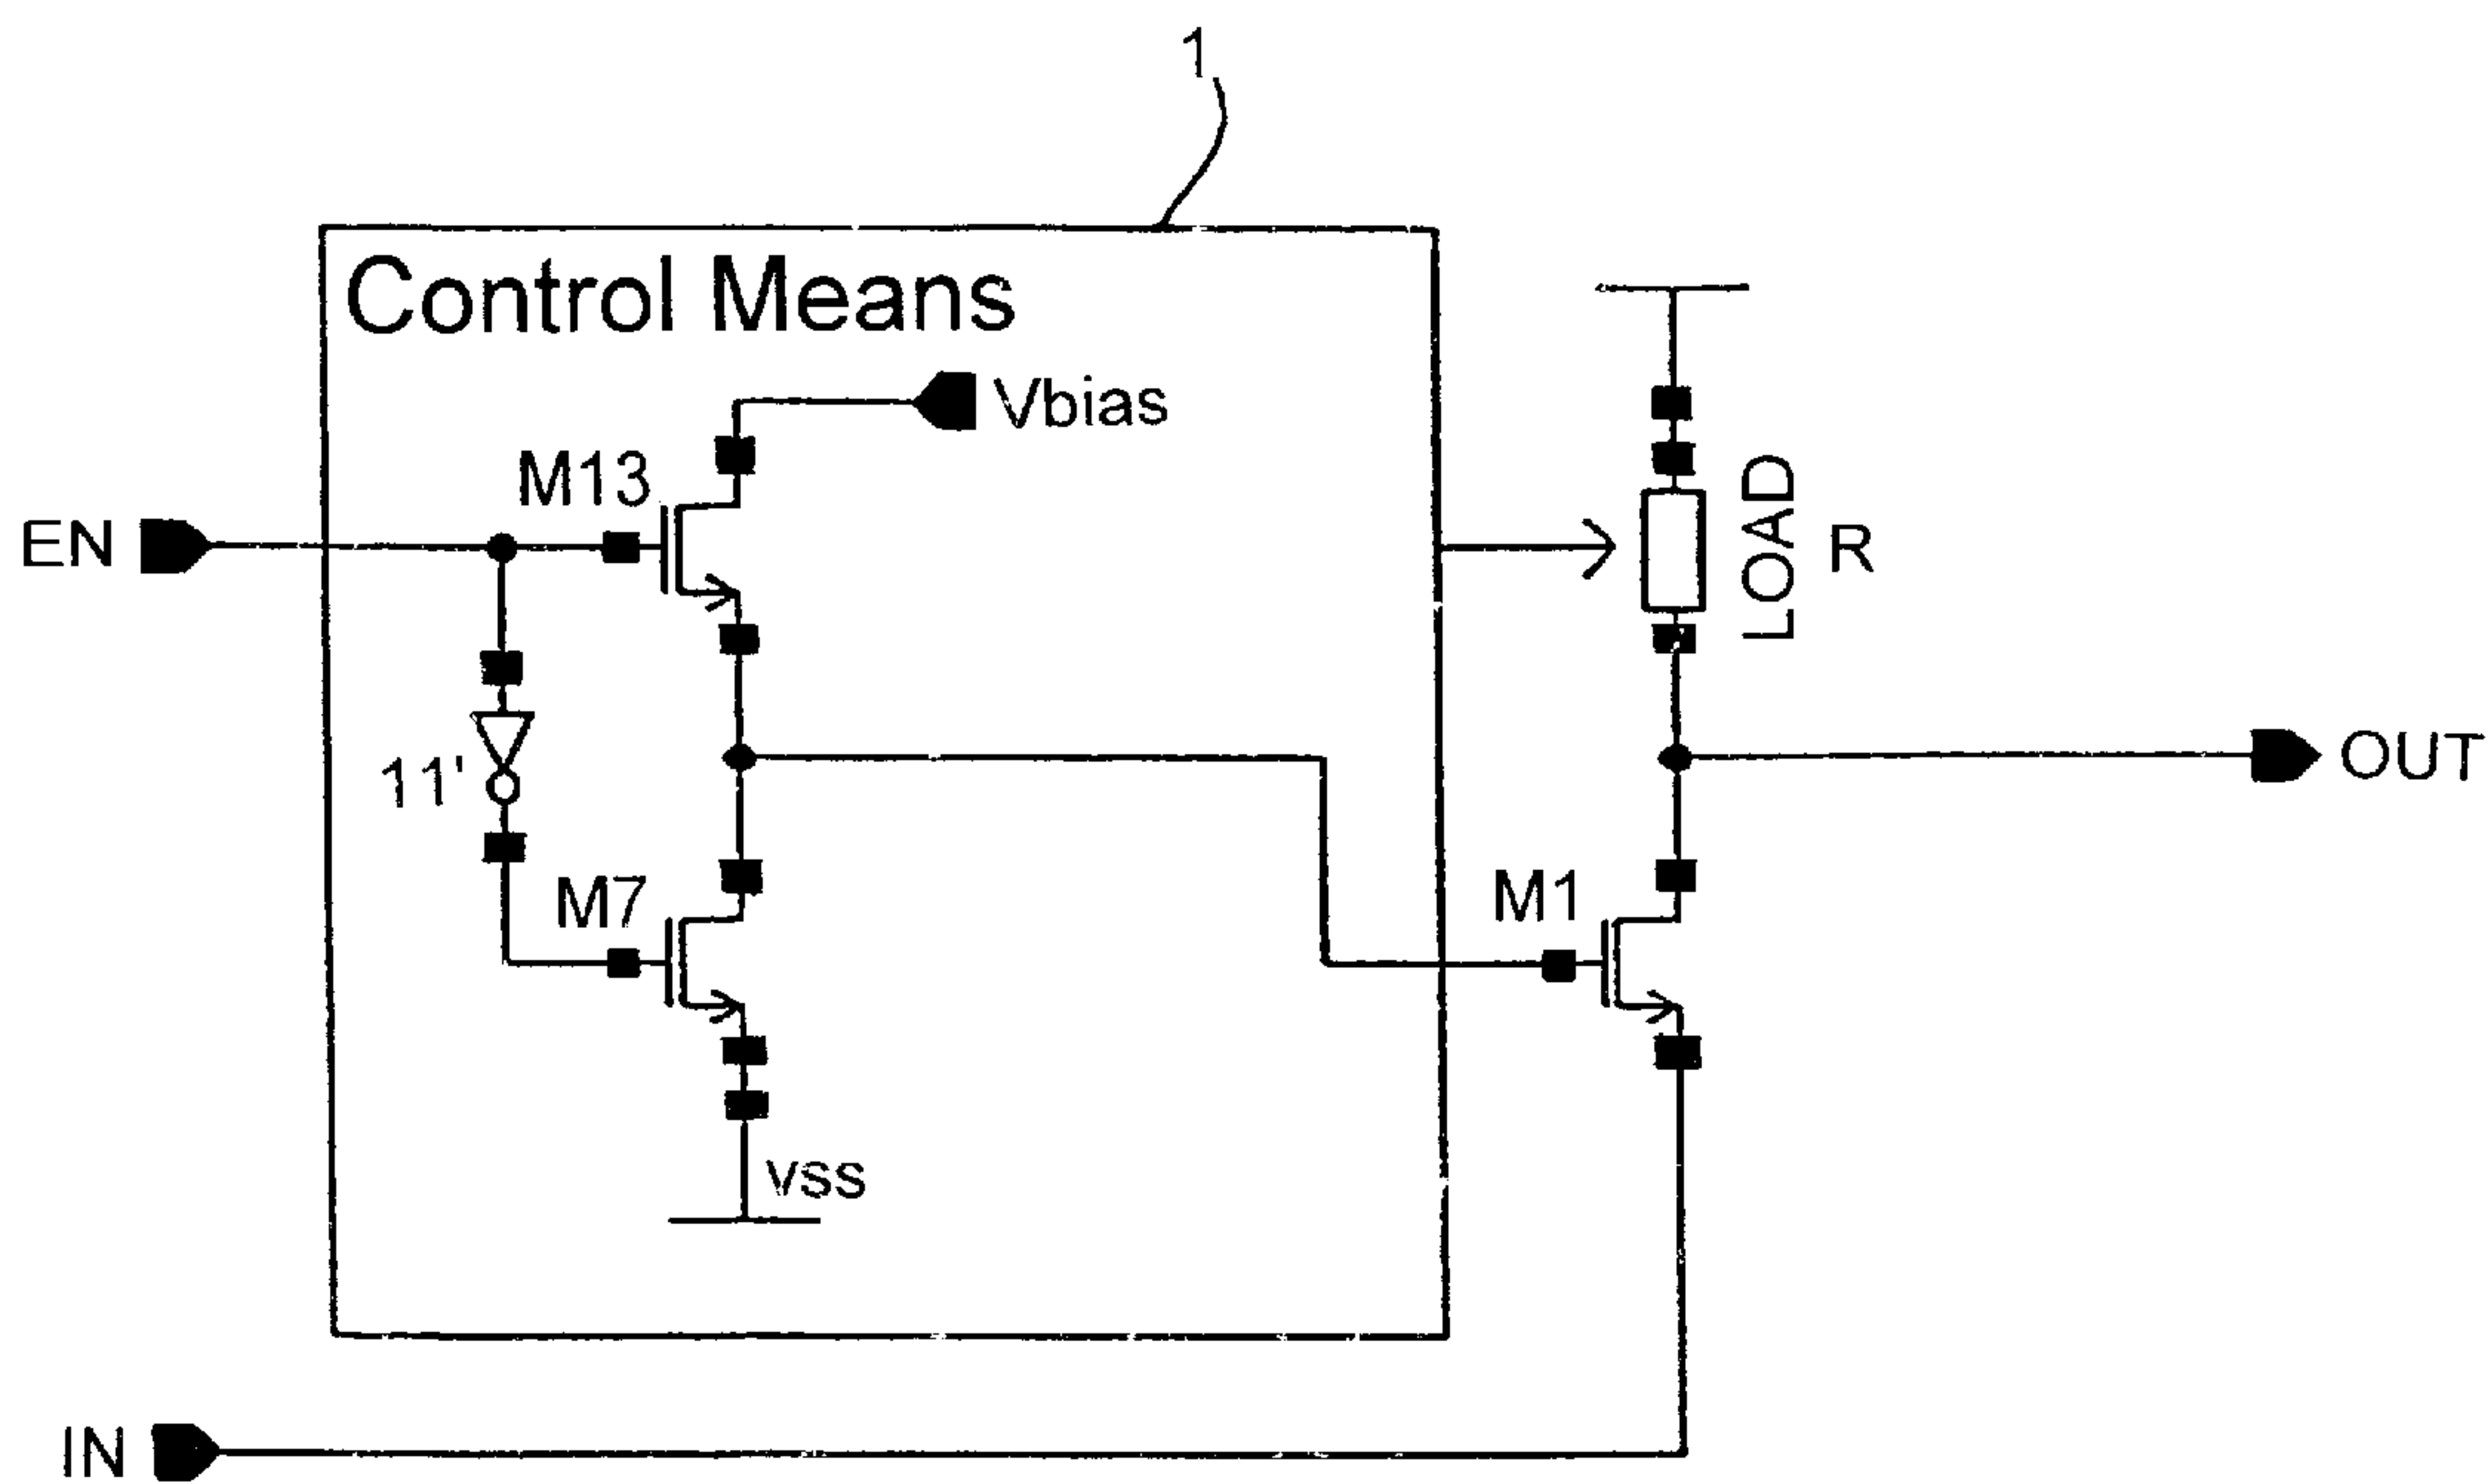 1
Control Means
Vbias
M13
EN
LOAD
R
11'
OUT
M7
M1
vss
IN